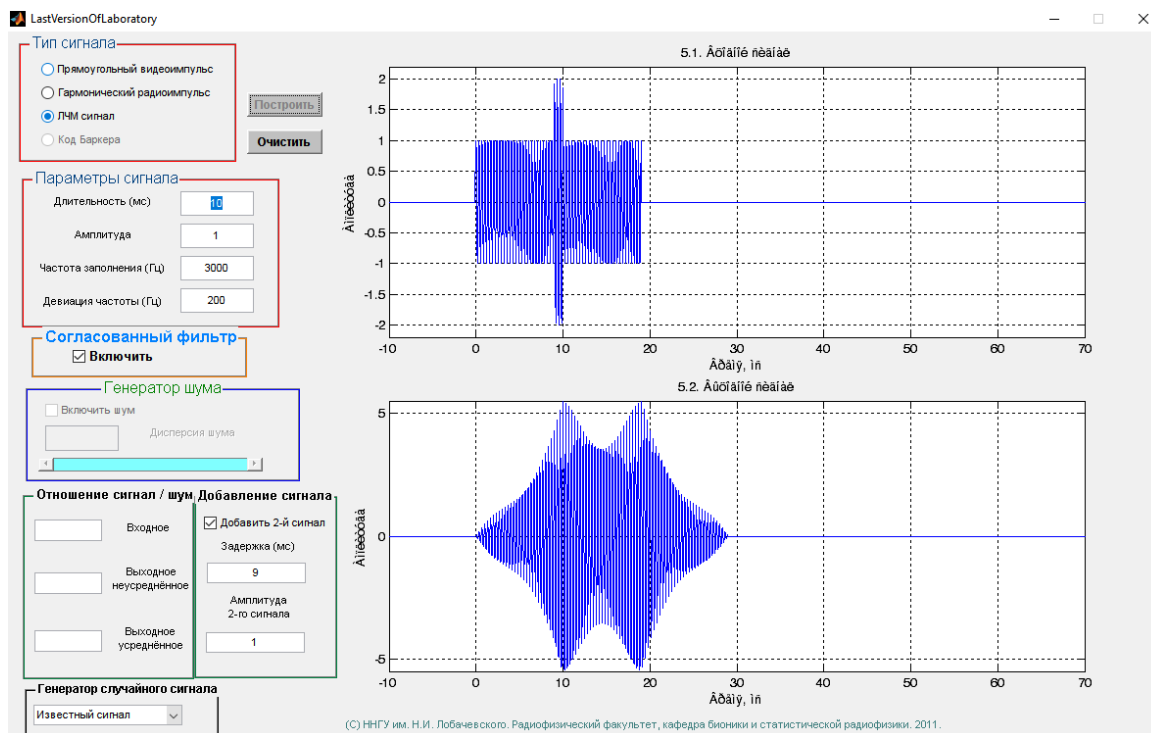 LastVersionOfLaboratory
Тип сигнала
Прямоугольный видеоимпульс
Гармонический радиоимпульс
ЛЧМ сигнал
Код Баркера
Построить
Очистить
Параметры сигнала
Длительность (мс)
10
Амплитуда
1
Частота заполнения (Гц)
3000
Девиация частоты (Гц)
200
Согласованный фильтр
Включить
Генератор шума
Включить шум
Дисперсия шума
Отношение сигнал / шум
Входное
Выходное
неусреднённое
Выходное
усреднённое
Добавление сигнала
Добавить 2-й сигнал
Задержка (мс)
9
Амплитуда
2-го сигнала
1
Генератор случайного сигнала
Известный сигнал
5.1. Âõîäíîé ñèãíàë
2
1.5
1
0.5
0
-0.5
-1
-1.5
-2
Àìïëèòóäà
-10 0 10 20 30 40 50 60 70
Âðåìÿ, ìñ
5.2. Âûõîäíîé ñèãíàë
5
0
-5
Àìïëèòóäà
-10 0 10 20 30 40 50 60 70
Âðåìÿ, ìñ
(С) ННГУ им. Н.И. Лобачевского. Радиофизический факультет, кафедра бионики и статистической радиофизики. 2011.